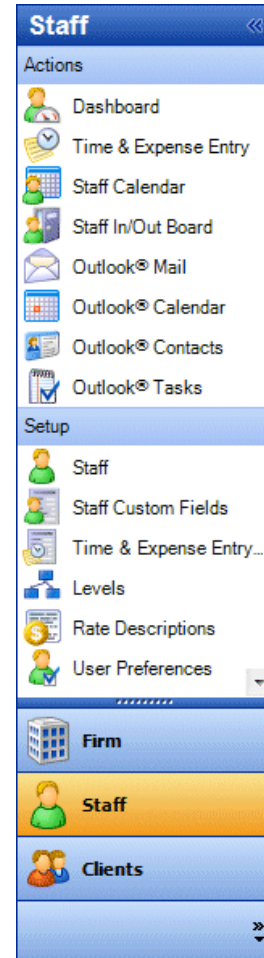 Staff
Actions
Dashboard
Time & Expense Entry
Staff Calendar
Staff In/Out Board
Outlook® Mail
Outlook® Calendar
Outlook® Contacts
Outlook® Tasks
Setup
Staff
Staff Custom Fields
Time & Expense Entry...
Levels
Rate Descriptions
User Preferences
Firm
Staff
Clients